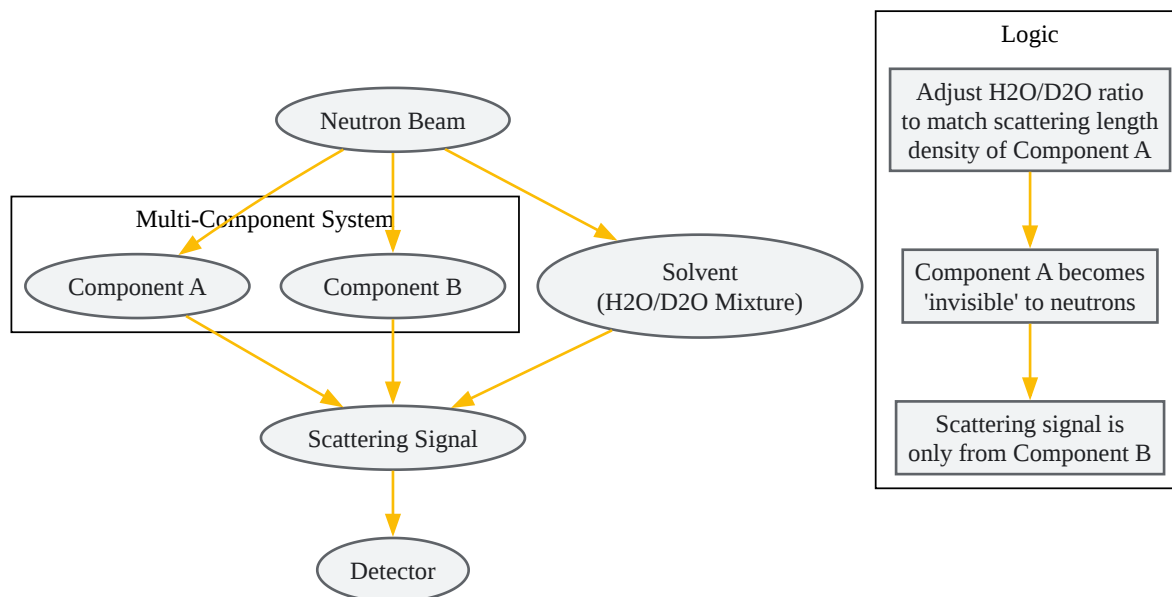 Neutron Beam
Multi-Component System
Component A
Component B
Solvent
(H2O/D2O Mixture)
Scattering Signal
Detector
Logic
Adjust H2O/D2O ratio
to match scattering length
density of Component A
Component A becomes
'invisible' to neutrons
Scattering signal is
only from Component B